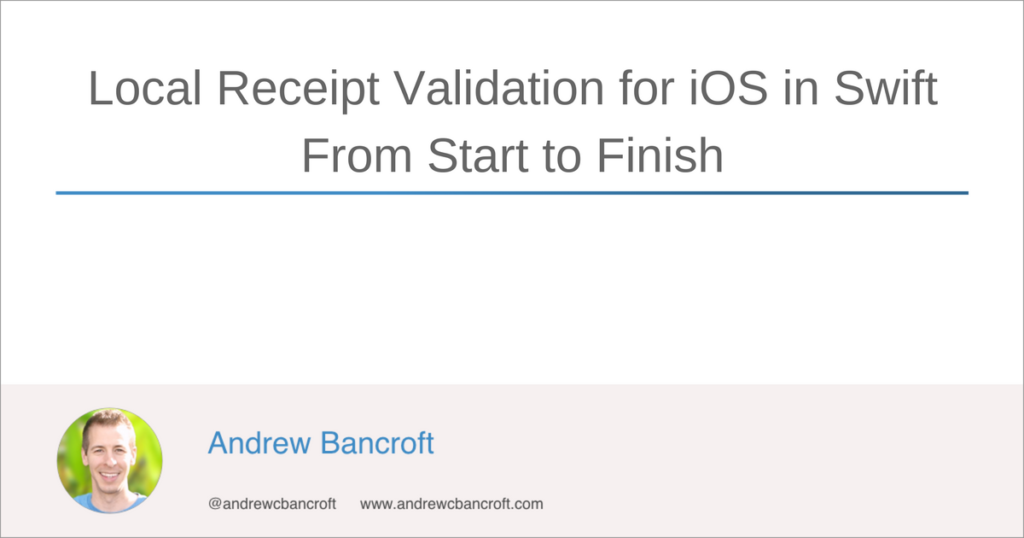 Local Receipt Validation for iOS in Swift
From Start to Finish
Andrew Bancroft
@andrewcbancroft www.andrewcbancroft.com